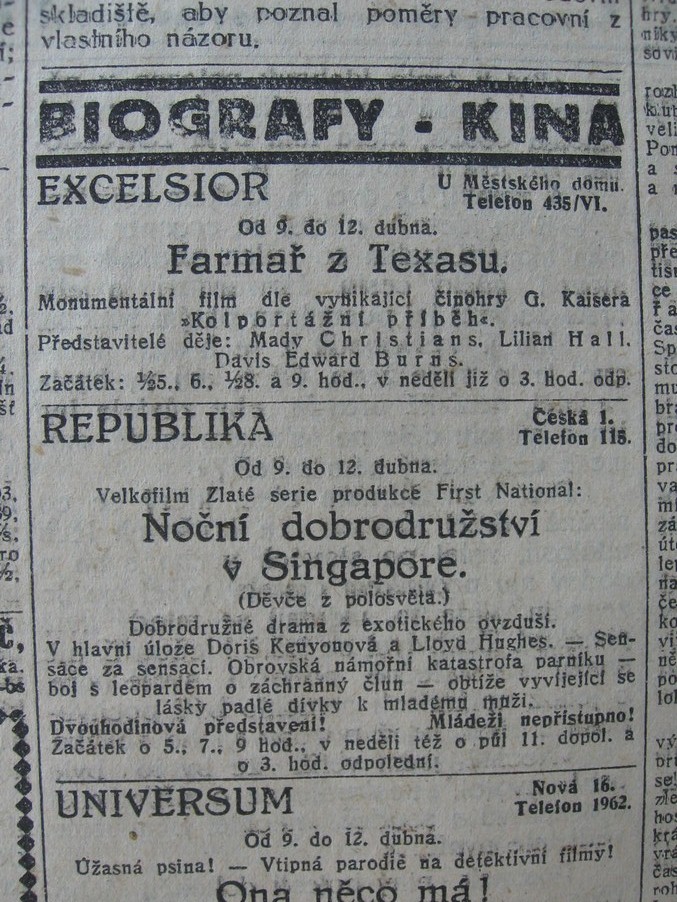 skladiště, aby poznal poměry pracovní z
vlastního názoru.
BIOGRAFY - KINA
EXCELSIOR
U Městského domu.
Telefon 435/VI.
Od 9. do 12. dubna.
Farmař z Texasu.
Monumentální film dle vynikající činohry G. Kaisera
»Kolportážní příběh«.
Představitelé děje: Mady Christians, Lilian Hall,
Davis Edward Burns.
Začátek: ½5., 6., ½8. a 9. hod., v neděli již o 3. hod. odp.
REPUBLIKA
Česká 1.
Telefon 118.
Od 9. do 12. dubna.
Velkofilm Zlaté serie produkce First National:
Noční dobrodružství
v Singapore.
(Děvče z polosvěta.)
Dobrodružné drama z exotického ovzduší.
V hlavní úloze Doris Kenyonová a Lloyd Hughes. — Sen-
sace za sensací. Obrovská námořní katastrofa parníku —
boj s leopardem o záchranný člun — obtíže vyvíjející se
lásky padlé dívky k mladému muži.
Dvouhodinová představení! Mládeži nepřístupno!
Začátek o 5., 7., 9 hod., v neděli též o půl 11. dopol. a
o 3. hod. odpolední.
UNIVERSUM
Nová 16.
Telefon 1962.
Od 9. do 12. dubna.
Úžasná psina! — Vtipná parodie na detektivní filmy!
Ona něco má!